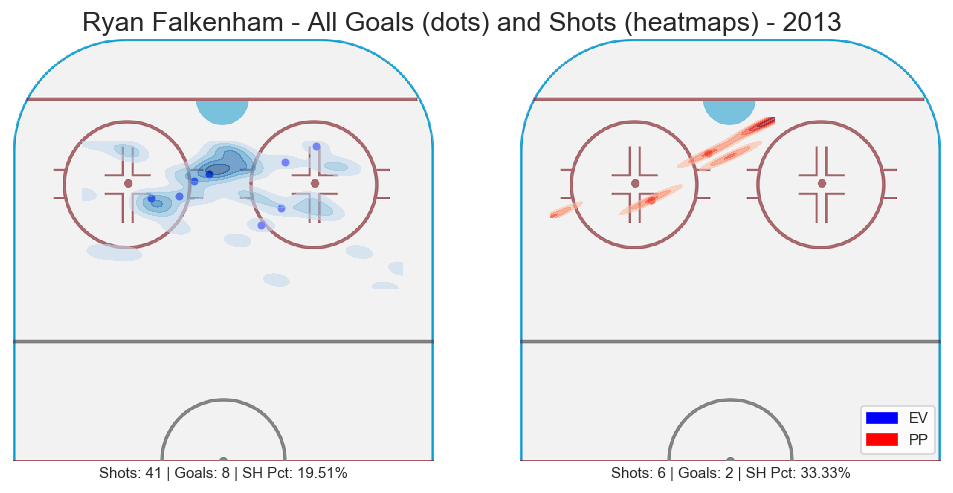 Ryan Falkenham - All Goals (dots) and Shots (heatmaps) - 2013
EV
PP
Shots: 41 | Goals: 8 | SH Pct: 19.51%
Shots: 6 | Goals: 2 | SH Pct: 33.33%